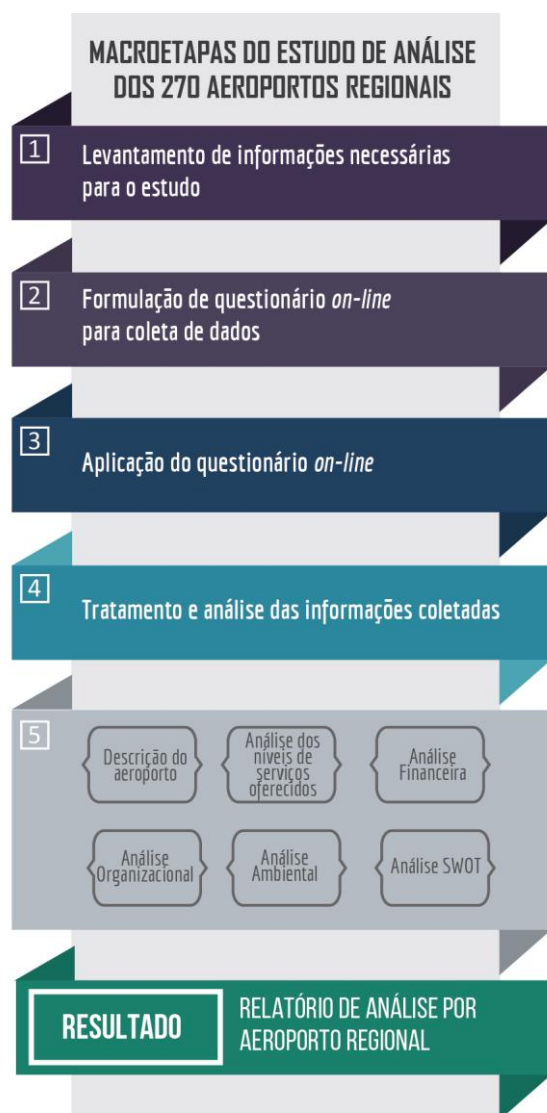 MACROETAPAS DO ESTUDO DE ANÁLISE
DOS 270 AEROPORTOS REGIONAIS
1
Levantamento de informações necessárias
para o estudo
2
Formulação de questionário on-line
para coleta de dados
3
Aplicação do questionário on-line
4
Tratamento e análise das informações coletadas
5
Descrição do
aeroporto
Análise dos
níveis de
serviços
oferecidos
Análise
Financeira
Análise
Organizacional
Análise
Ambiental
Análise SWOT
RESULTADO
RELATÓRIO DE ANÁLISE POR
AEROPORTO REGIONAL